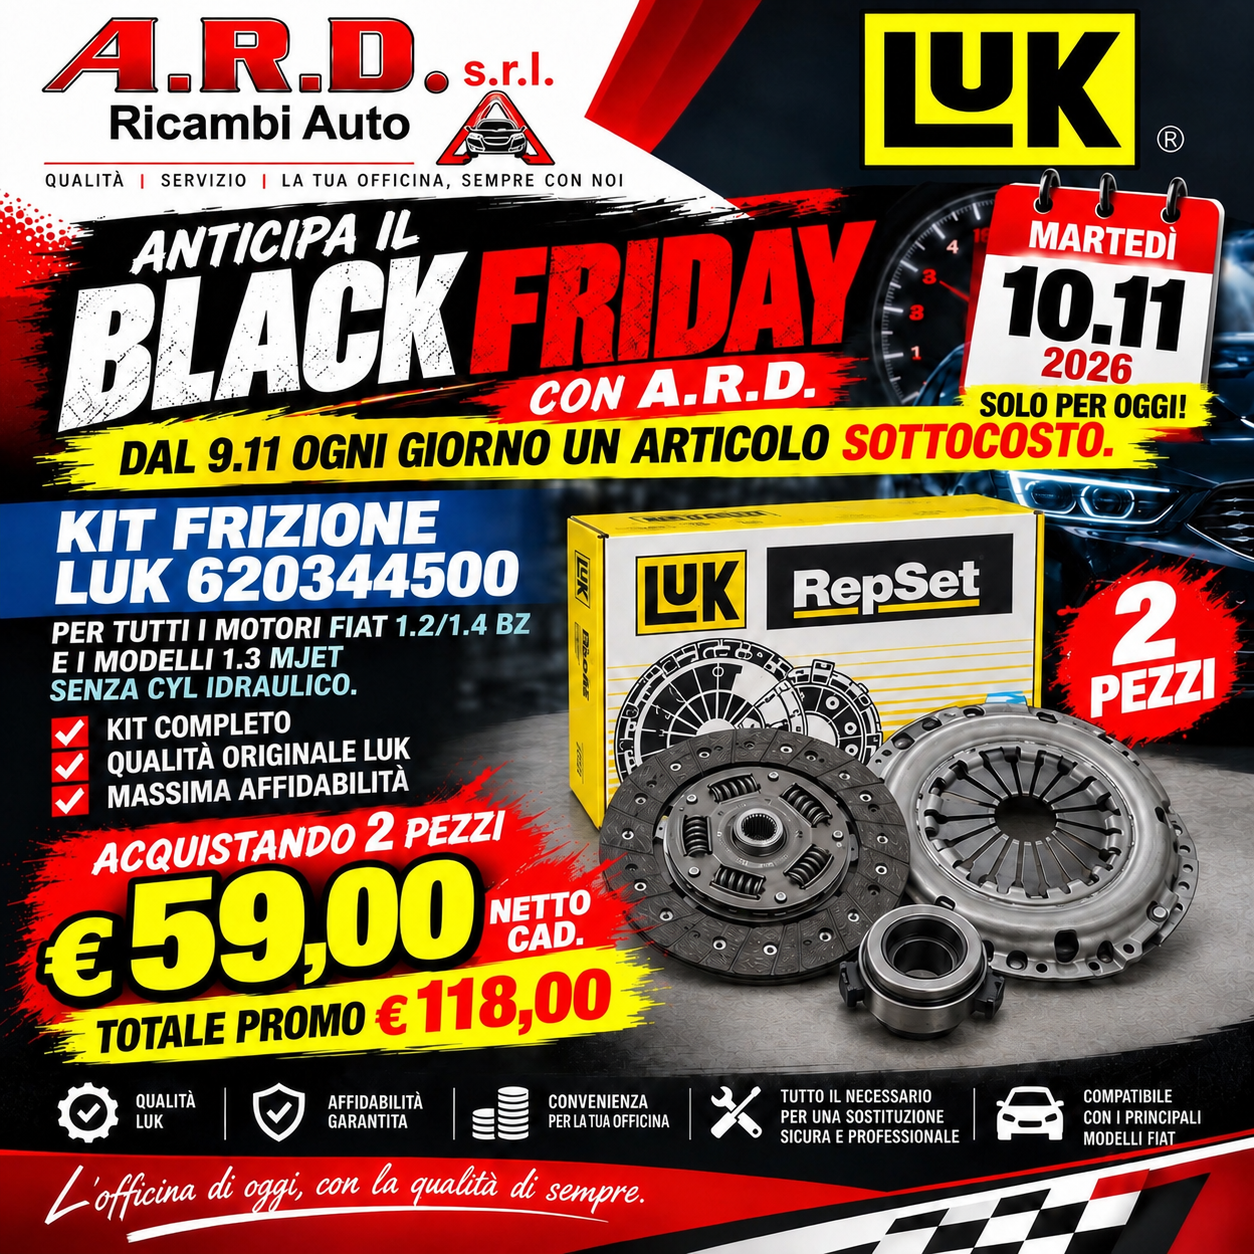 A.R.D. s.r.l.
Ricambi Auto
QUALITÀ | SERVIZIO | LA TUA OFFICINA, SEMPRE CON NOI
LUK
®
ANTICIPA IL
BLACK FRIDAY
CON A.R.D.
MARTEDÌ
10.11
2026
SOLO PER OGGI!
DAL 9.11 OGNI GIORNO UN ARTICOLO SOTTOCOSTO.
KIT FRIZIONE
LUK 620344500
PER TUTTI I MOTORI FIAT 1.2/1.4 BZ
E I MODELLI 1.3 MJET
SENZA CYL IDRAULICO.
KIT COMPLETO
QUALITÀ ORIGINALE LUK
MASSIMA AFFIDABILITÀ
LUK
LUK RepSet
2
PEZZI
ACQUISTANDO 2 PEZZI
€ 59,00 NETTO
CAD.
TOTALE PROMO € 118,00
QUALITÀ
LUK
AFFIDABILITÀ
GARANTITA
CONVENIENZA
PER LA TUA OFFICINA
TUTTO IL NECESSARIO
PER UNA SOSTITUZIONE
SICURA E PROFESSIONALE
COMPATIBILE
CON I PRINCIPALI
MODELLI FIAT
L'officina di oggi, con la qualità di sempre.